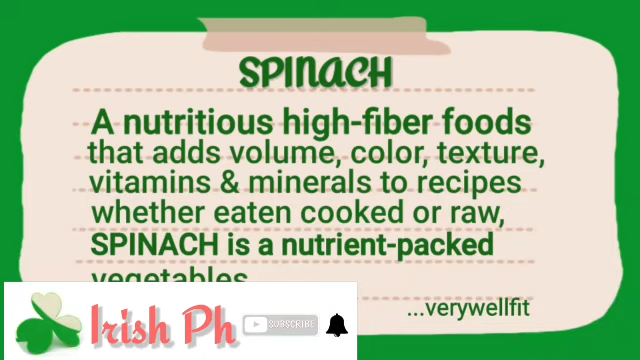 SPINACH
A nutritious high-fiber foods
that adds volume, color, texture,
vitamins & minerals to recipes
whether eaten cooked or raw,
SPINACH is a nutrient-packed
vegetables
...verywellfit
Irish Ph
SUBSCRIBE